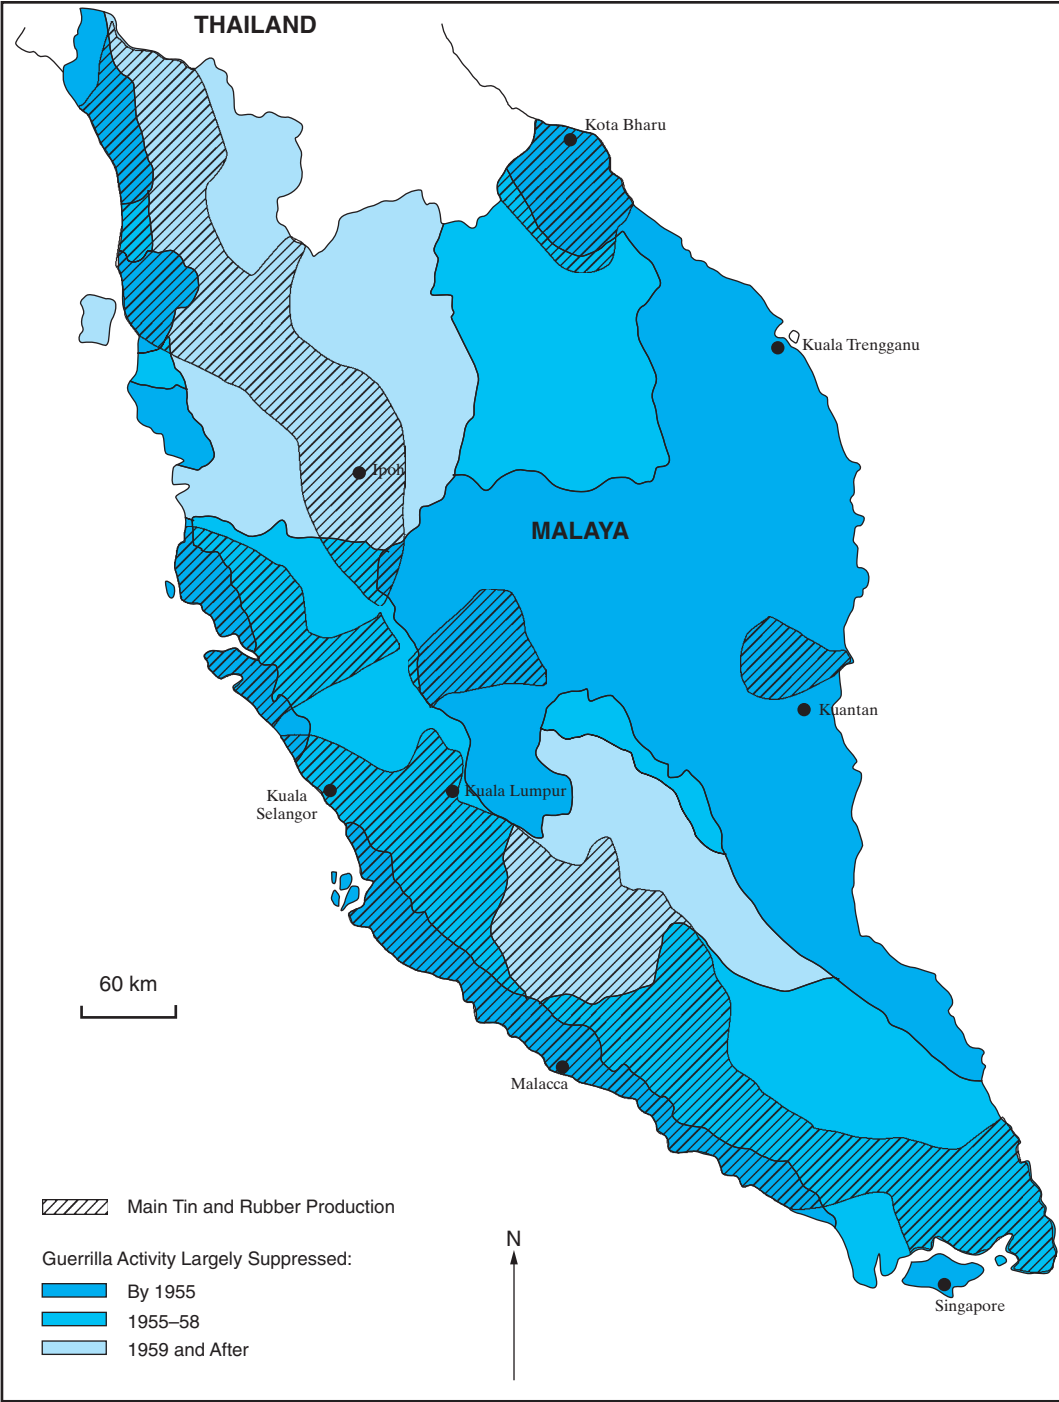 THAILAND
Kota Bharu
Kuala Trengganu
Ipoh
MALAYA
Kuantan
Kuala
Selangor
Kuala Lumpur
60 km
Malacca
Main Tin and Rubber Production
N
Guerrilla Activity Largely Suppressed:
By 1955
1955–58
1959 and After
Singapore